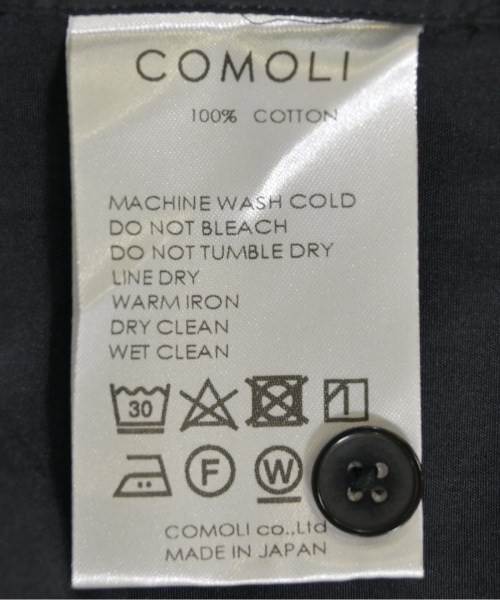 COMOLI
100% COTTON
MACHINE WASH COLD
DO NOT BLEACH
DO NOT TUMBLE DRY
LINE DRY
WARM IRON
DRY CLEAN
WET CLEAN
30
F W
COMOLI co.,Ltd
MADE IN JAPAN